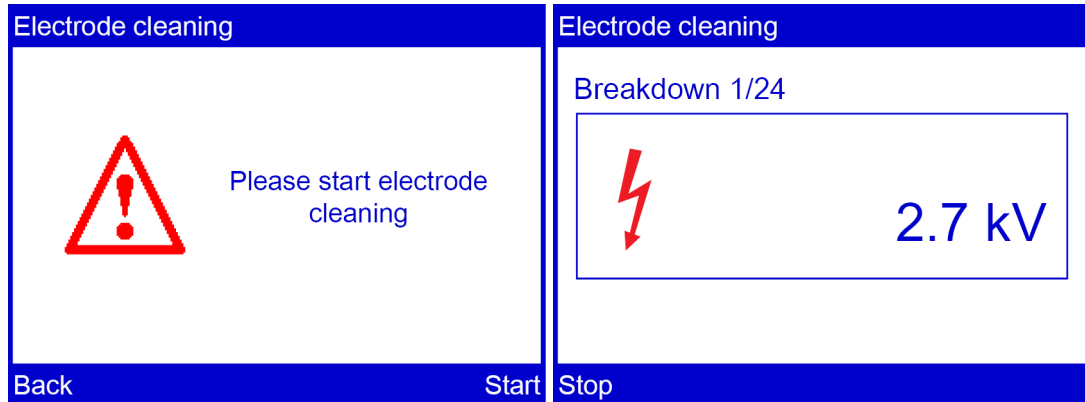 Electrode cleaning
Please start electrode
cleaning
Back
Start
Electrode cleaning
Breakdown 1/24
2.7 kV
Stop